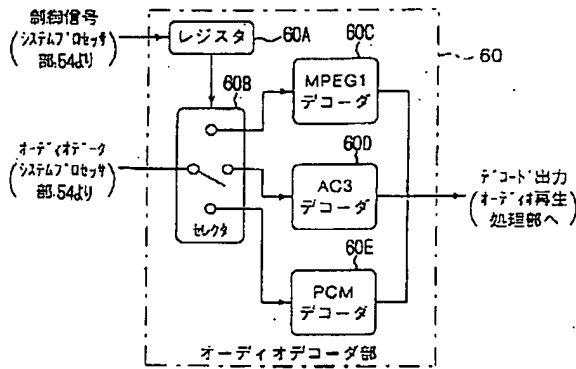 制御信号
(システムプロセッサ
部.54より)
レジスタ
60A
60B
60C
60
MPEG1
デコーダ
オーディオデータ
(システムプロセッサ
部.54より)
60D
AC3
デコーダ
デコード出力
(オーディオ再生
処理部へ)
セレクタ
60E
PCM
デコーダ
オーディオデコーダ部